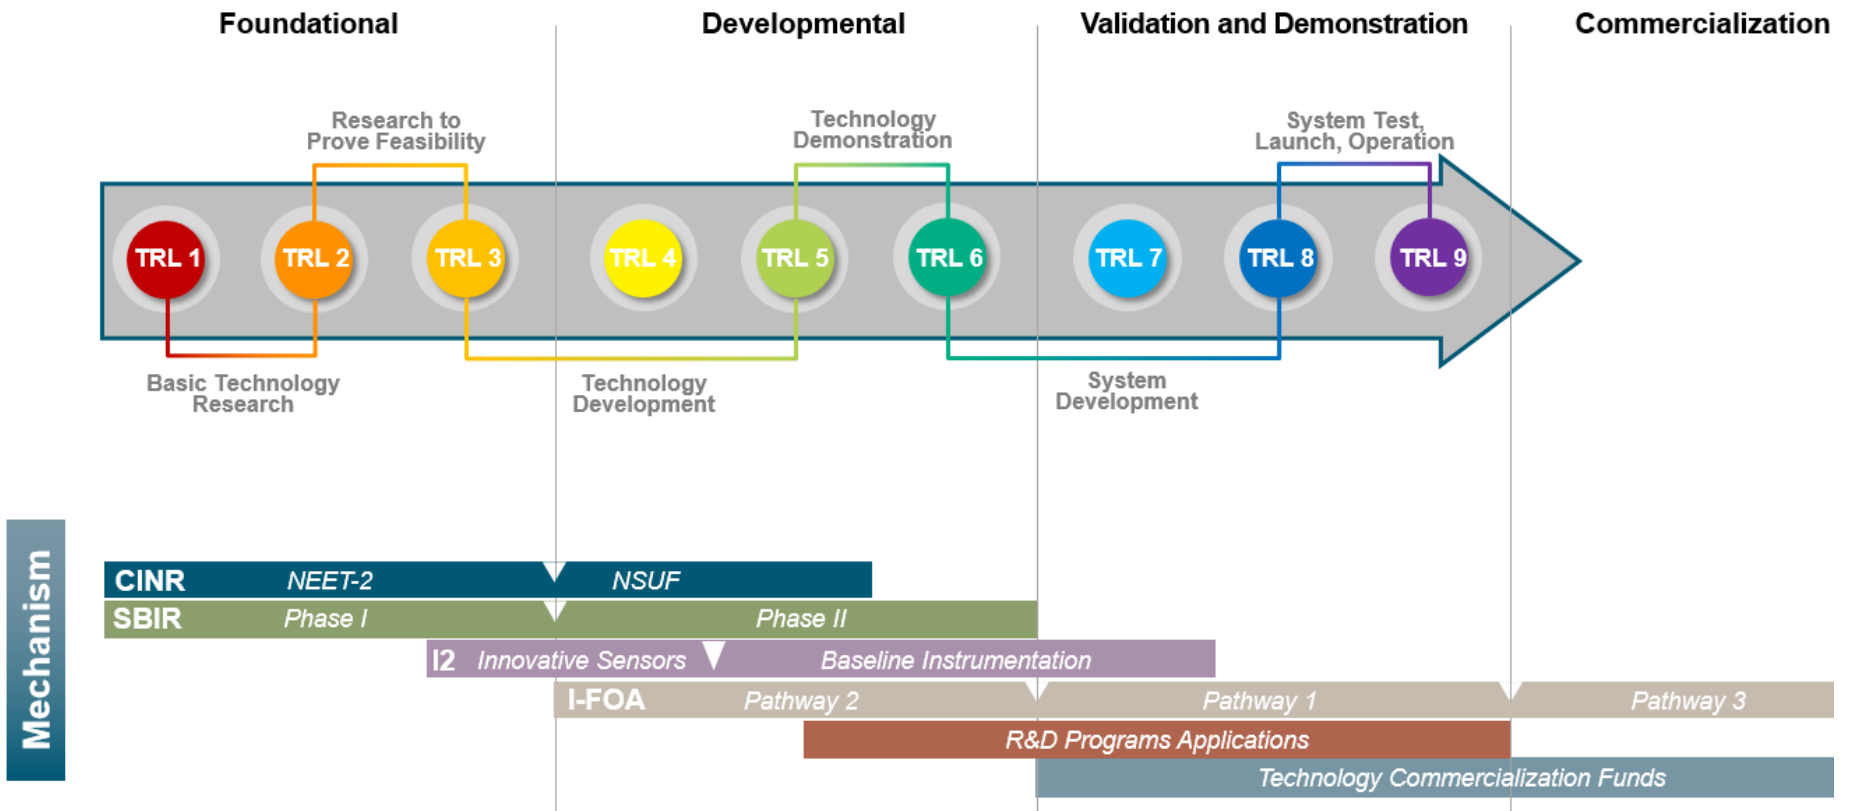 Foundational
Developmental
Validation and Demonstration
Commercialization
Research to
Prove Feasibility
Technology
Demonstration
System Test,
Launch, Operation
TRL 1
TRL 2
TRL 3
TRL 4
TRL 5
TRL 6
TRL 7
TRL 8
TRL 9
Basic Technology
Research
Technology
Development
System
Development
Mechanism
CINR NEET-2 NSUF
SBIR Phase I Phase II
I2 Innovative Sensors Baseline Instrumentation
I-FOA Pathway 2 Pathway 1 Pathway 3
R&D Programs Applications
Technology Commercialization Funds